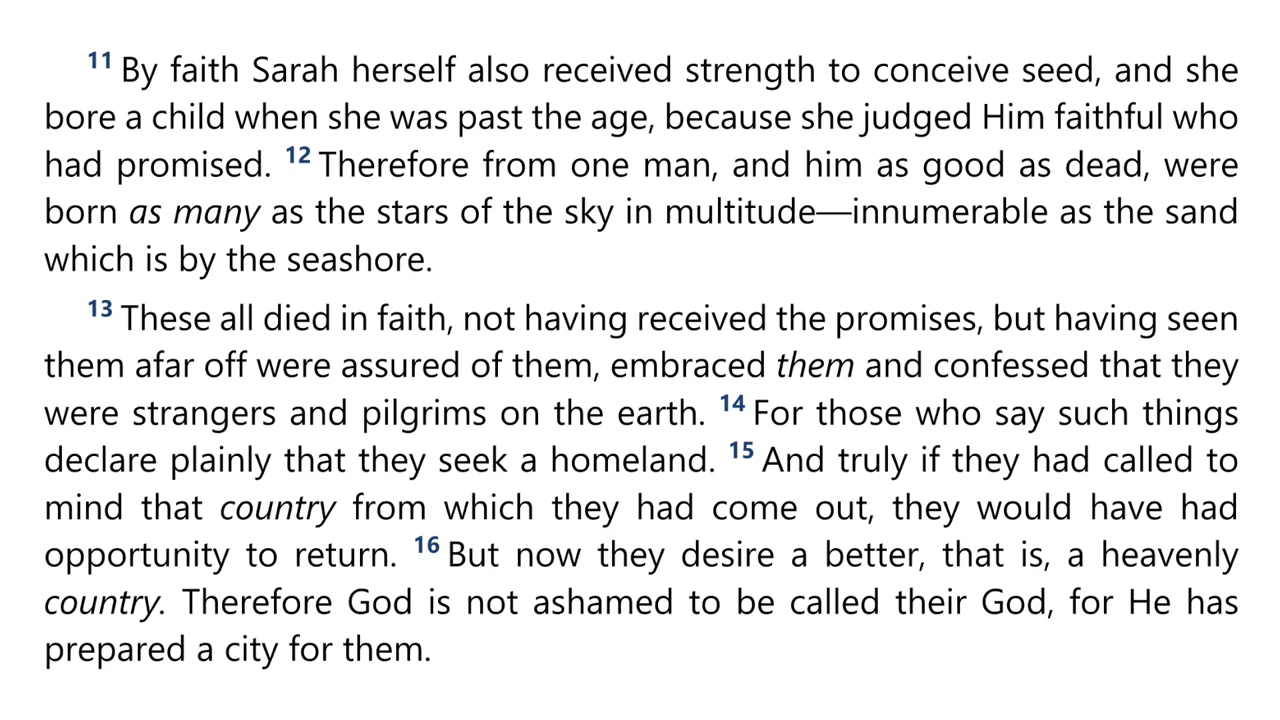 11 By faith Sarah herself also received strength to conceive seed, and she
bore a child when she was past the age, because she judged Him faithful who
had promised. 12 Therefore from one man, and him as good as dead, were
born as many as the stars of the sky in multitude—innumerable as the sand
which is by the seashore.
13 These all died in faith, not having received the promises, but having seen
them afar off were assured of them, embraced them and confessed that they
were strangers and pilgrims on the earth. 14 For those who say such things
declare plainly that they seek a homeland. 15 And truly if they had called to
mind that country from which they had come out, they would have had
opportunity to return. 16 But now they desire a better, that is, a heavenly
country. Therefore God is not ashamed to be called their God, for He has
prepared a city for them.